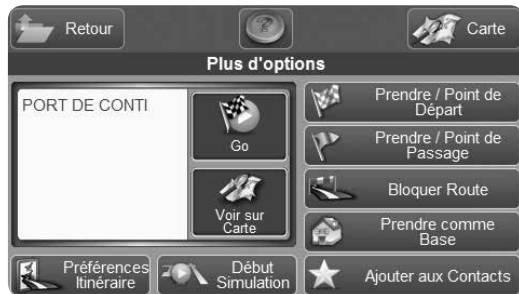 Retour
Carte
Plus d'options
PORT DE CONTI
Go
Voir sur
Carte
Prendre / Point de
Départ
Prendre / Point de
Passage
Bloquer Route
Prendre comme
Base
Préférences
Itinéraire
Début
Simulation
Ajouter aux Contacts